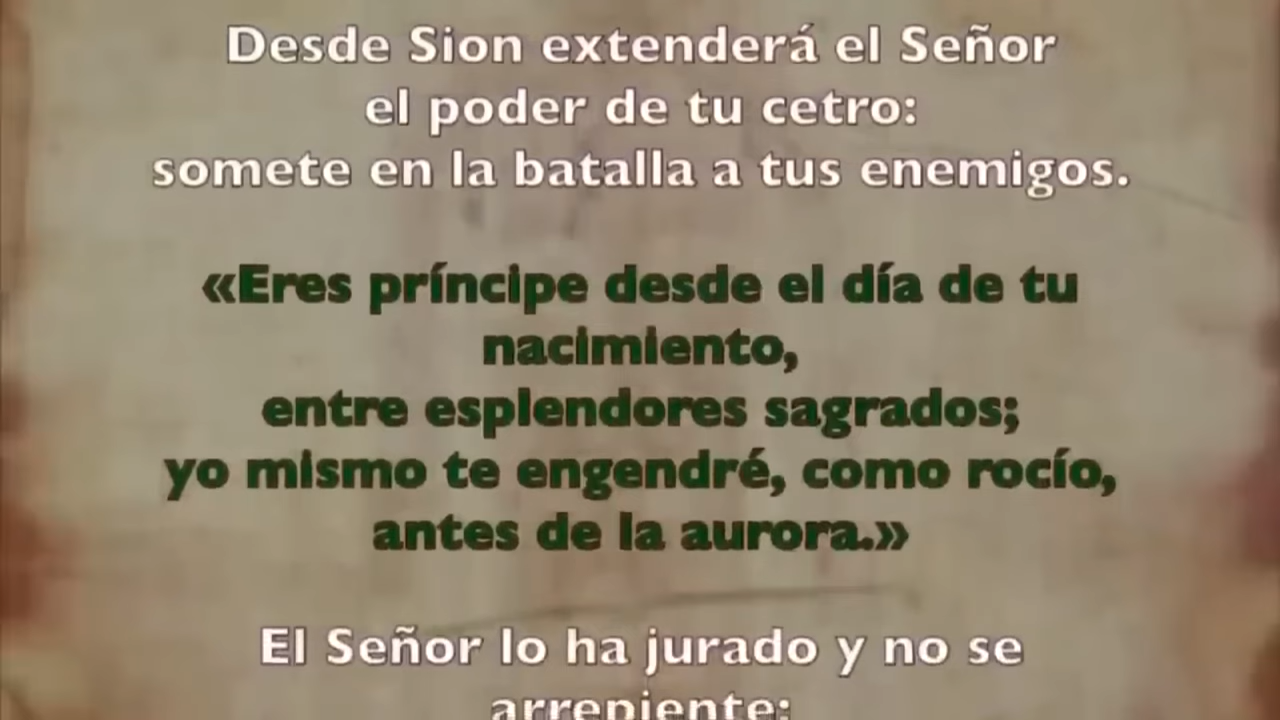 Desde Sion extenderá el Señor
el poder de tu cetro:
somete en la batalla a tus enemigos.
«Eres príncipe desde el día de tu
nacimiento,
entre esplendores sagrados;
yo mismo te engendré, como rocío,
antes de la aurora.»
El Señor lo ha jurado y no se
arrepiente: